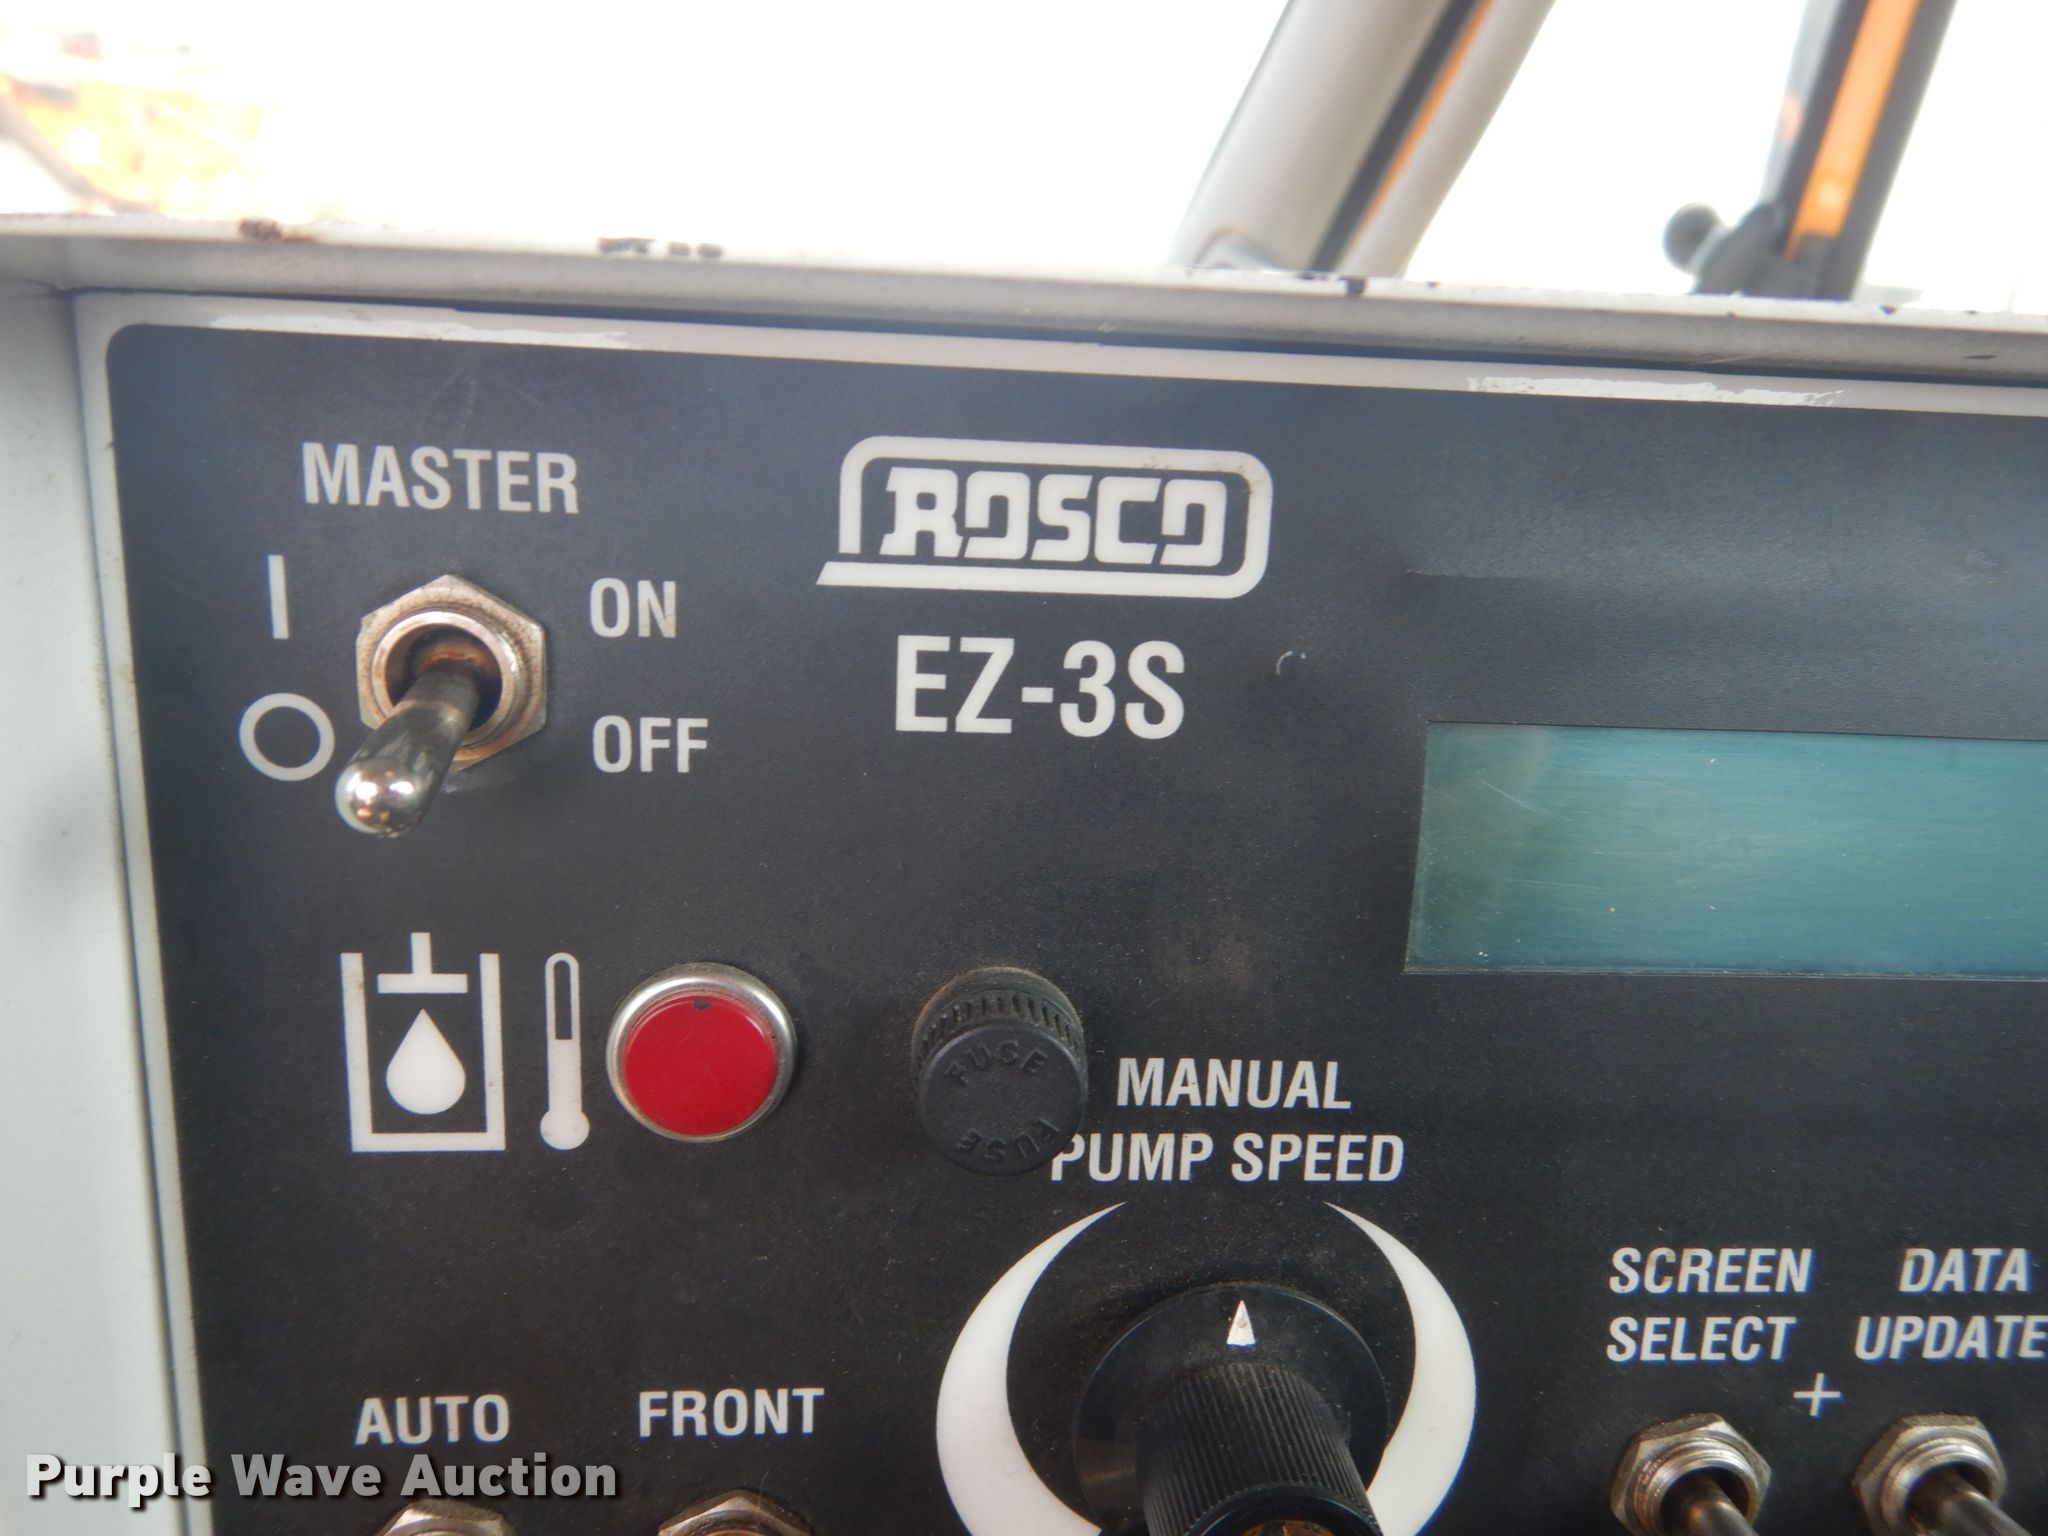 MASTER
I
ON
O
OFF
ROSCO
EZ-3S
FUSE
FUSE
MANUAL
PUMP SPEED
SCREEN
SELECT
DATA
UPDATE
+
AUTO
FRONT
Purple Wave Auction